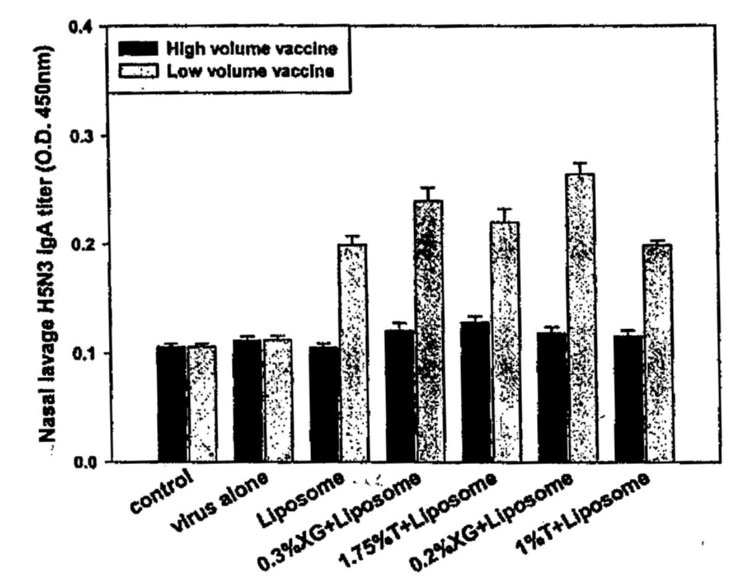 Nasal lavage H5N3 IgA titer (O.D. 450nm)
0.4
0.3
0.2
0.1
0.0
High volume vaccine
Low volume vaccine
control
virus alone
Liposome
0.3%XG+Liposome
1.75%T+Liposome
0.2%XG+Liposome
1%T+Liposome